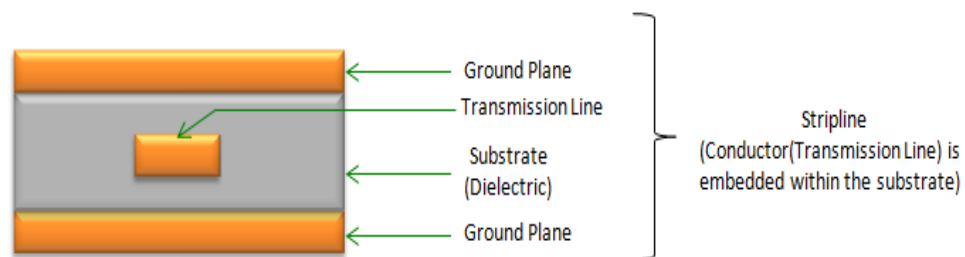 Ground Plane
Transmission Line
Substrate
(Dielectric)
Ground Plane
Stripline
(Conductor(Transmission Line) is
embedded within the substrate)